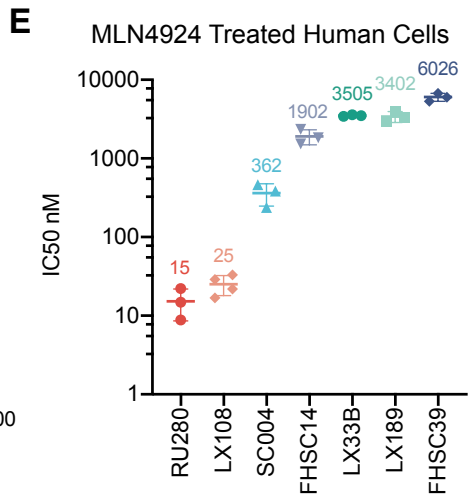 E
MLN4924 Treated Human Cells
IC50 nM
10000
1000
100
10
1
15
25
362
1902
3505
3402
6026
RU280
LX108
SC004
FHSC14
LX33B
LX189
FHSC39
00